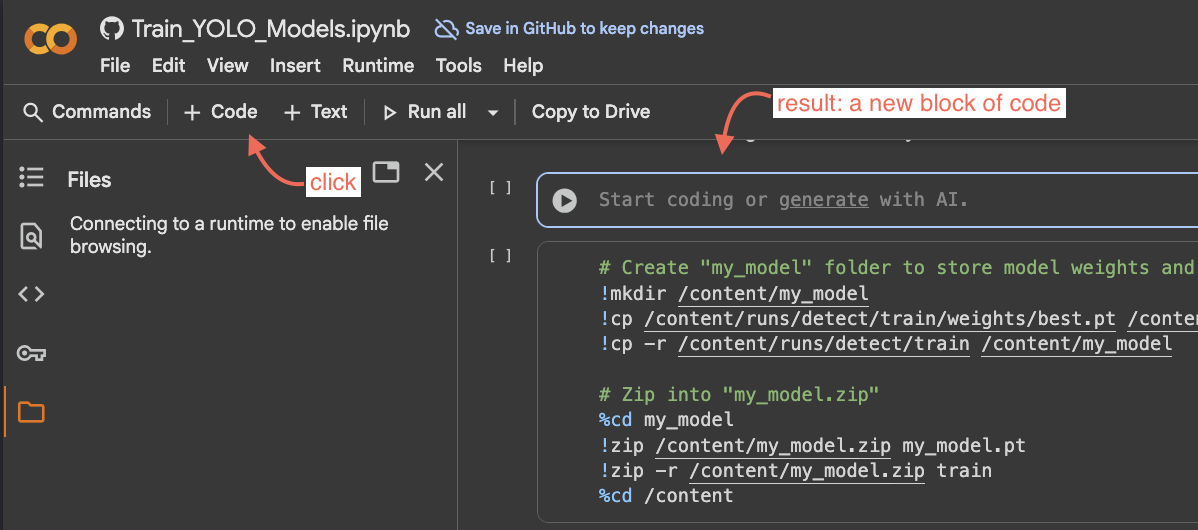 Train_YOLO_Models.ipynb
Save in GitHub to keep changes
File Edit View Insert Runtime Tools Help
Commands + Code + Text Run all Copy to Drive
result: a new block of code
click
Files
Connecting to a runtime to enable file
browsing.
[ ] Start coding or generate with AI.
[ ]
# Create "my_model" folder to store model weights and
!mkdir /content/my_model
!cp /content/runs/detect/train/weights/best.pt
!cp -r /content/runs/detect/train /content/my_model
# Zip into "my_model.zip"
%cd my_model
!zip /content/my_model.zip my_model.pt
!zip -r /content/my_model.zip train
%cd /content